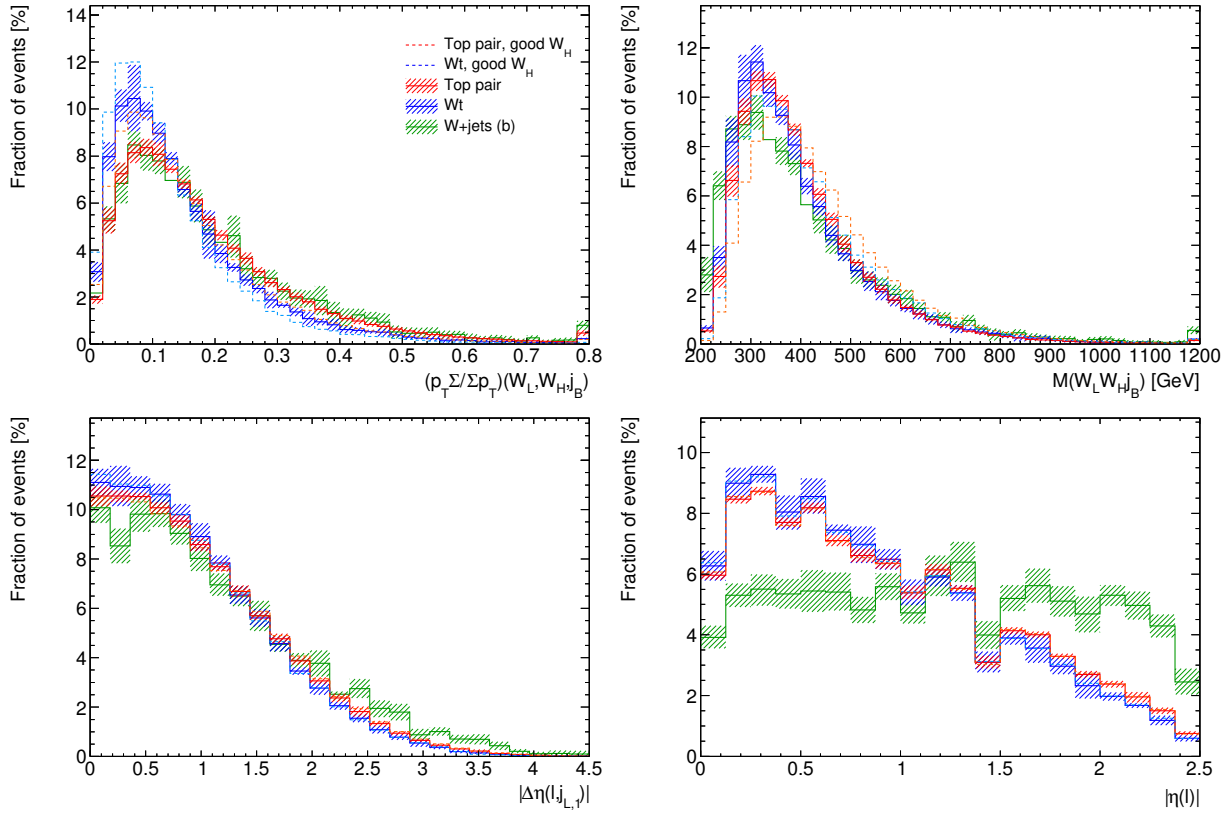 Fraction of events [%]
14
12
10
8
6
4
2
0
0 0.1 0.2 0.3 0.4 0.5 0.6 0.7 0.8
(p_T Σ/Σp_T)(W_L,W_H,j_B)
Top pair, good W_H
Wt, good W_H
Top pair
Wt
W+jets (b)
Fraction of events [%]
12
10
8
6
4
2
0
200 300 400 500 600 700 800 900 1000 1100 1200
M(W_L W_H j_B) [GeV]
Fraction of events [%]
12
10
8
6
4
2
0
0 0.5 1 1.5 2 2.5 3 3.5 4 4.5
|Δη(l,j_L,1)|
Fraction of events [%]
10
8
6
4
2
0
0 0.5 1 1.5 2 2.5
|η(l)|